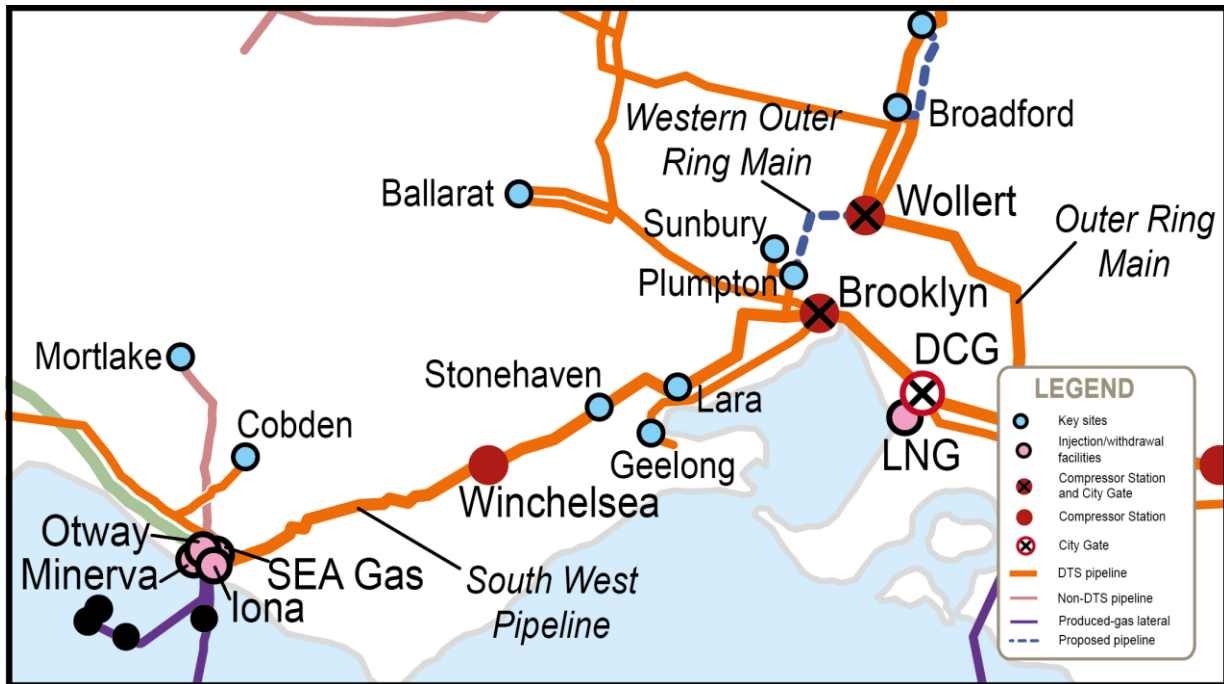 Western Outer
Ring Main
Broadford
Ballarat
Wollert
Sunbury
Outer Ring
Main
Plumpton
Brooklyn
DCG
Mortlake
Stonehaven
Lara
Cobden
Geelong
LNG
Winchelsea
Otway
Minerva
SEA Gas
Iona
South West
Pipeline
LEGEND
Key sites
Injection/withdrawal
facilities
Compressor Station
and City Gate
Compressor Station
City Gate
DTS pipeline
Non-DTS pipeline
Produced-gas lateral
Proposed pipeline